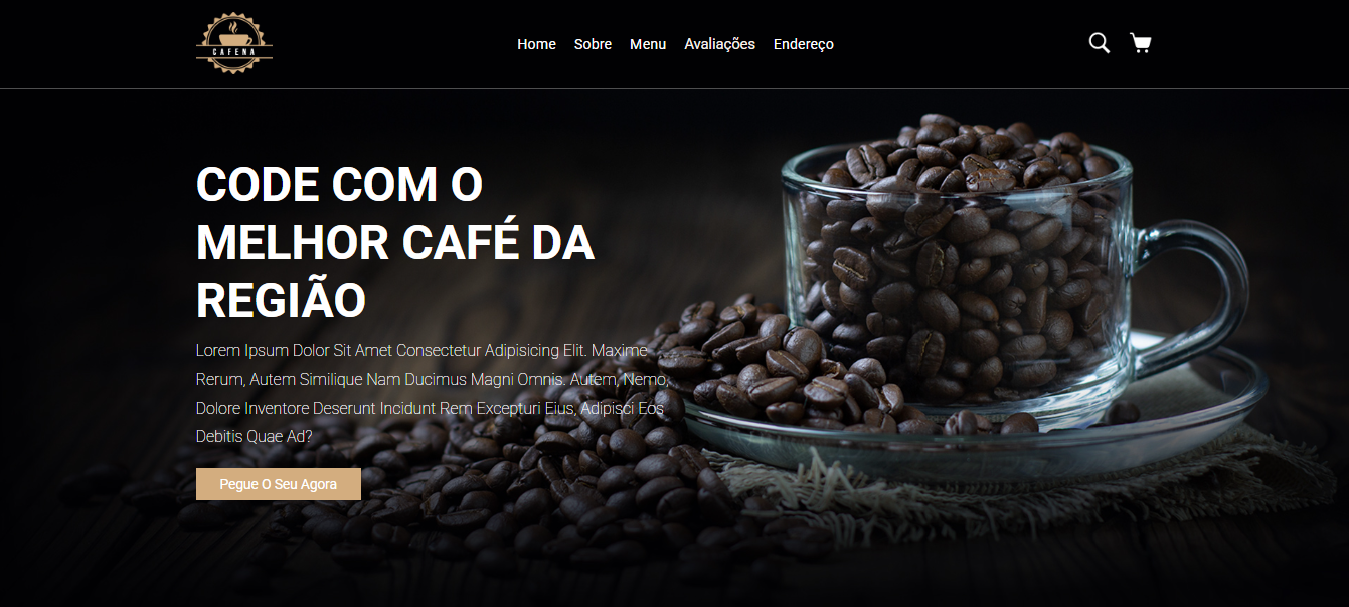 CAFENA
Home Sobre Menu Avaliações Endereço
CODE COM O
MELHOR CAFÉ DA
REGIÃO
Lorem Ipsum Dolor Sit Amet Consectetur Adipisicing Elit. Maxime
Rerum, Autem Similique Nam Ducimus Magni Omnis. Autem, Nemo,
Dolore Inventore Deserunt Incidunt Rem Excepturi Eius, Adipisci Eos
Debitis Quae Ad?
Pegue O Seu Agora